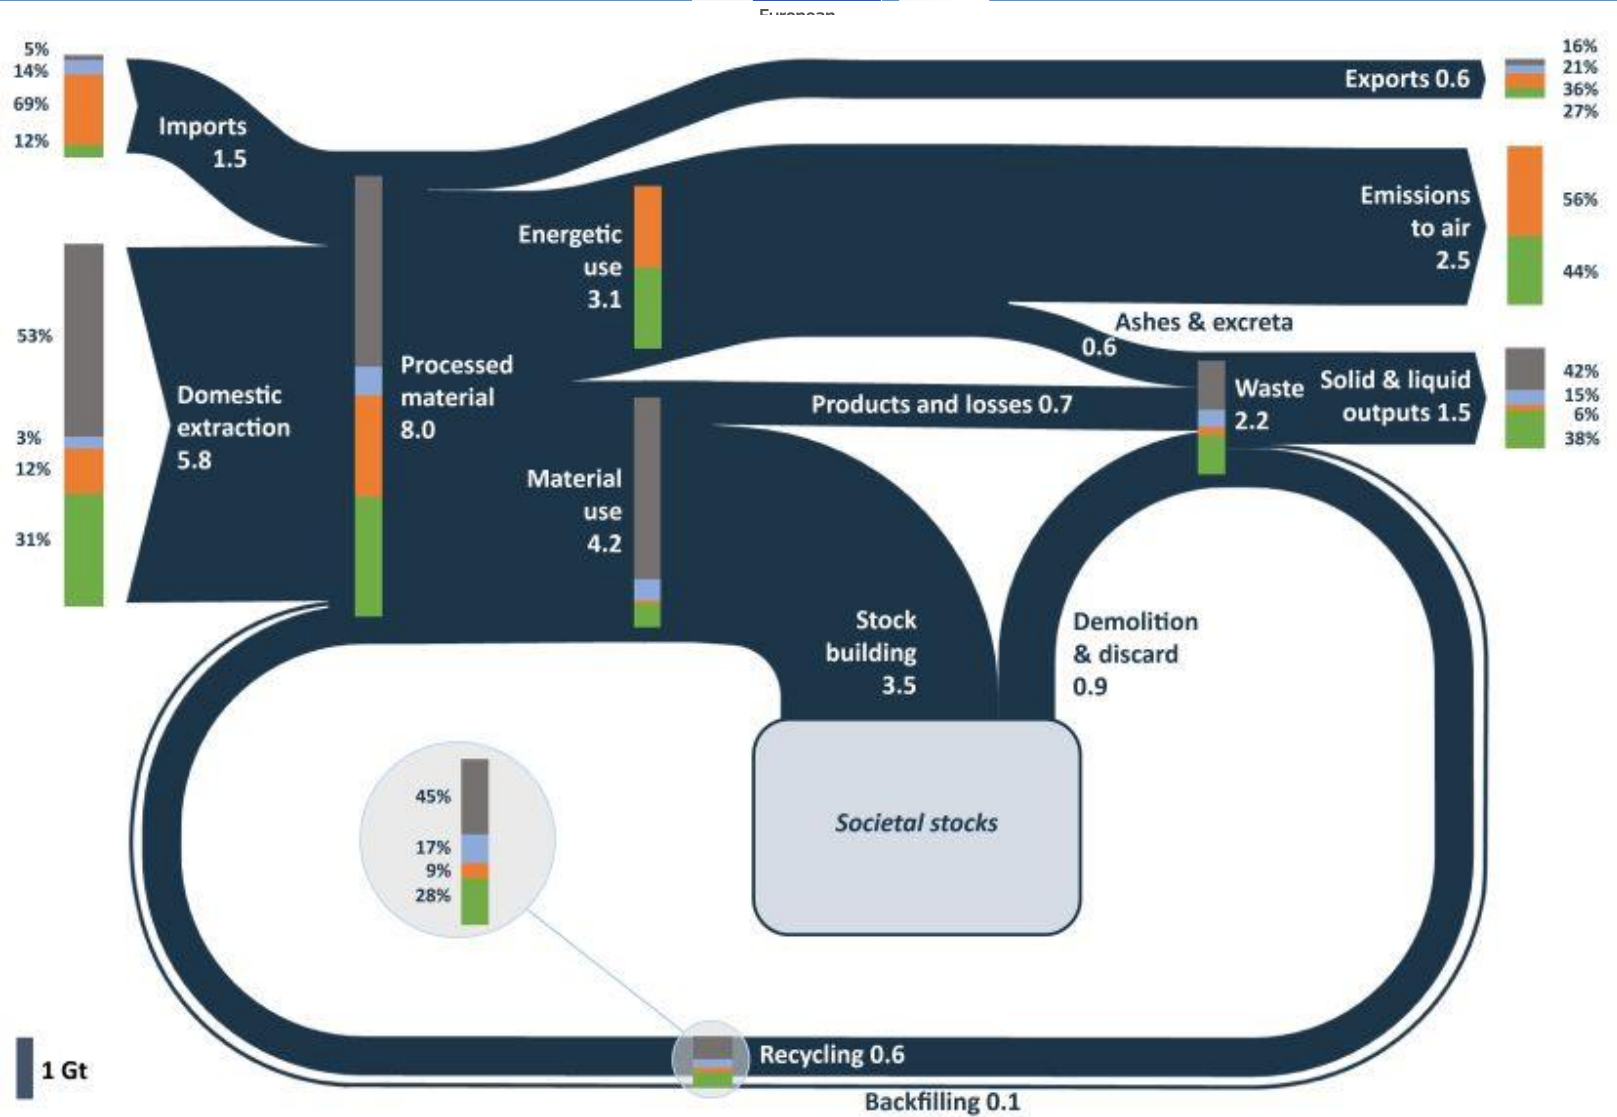 European
5%
14%
69%
12%
Imports
1.5
53%
3%
12%
31%
Domestic
extraction
5.8
Processed
material
8.0
Energetic
use
3.1
Material
use
4.2
Exports 0.6
16%
21%
36%
27%
Emissions
to air
2.5
56%
44%
Ashes & excreta
0.6
Products and losses 0.7
Waste
2.2
Solid & liquid
outputs 1.5
42%
15%
6%
38%
Stock
building
3.5
Demolition
& discard
0.9
Societal stocks
45%
17%
9%
28%
Recycling 0.6
Backfilling 0.1
1 Gt